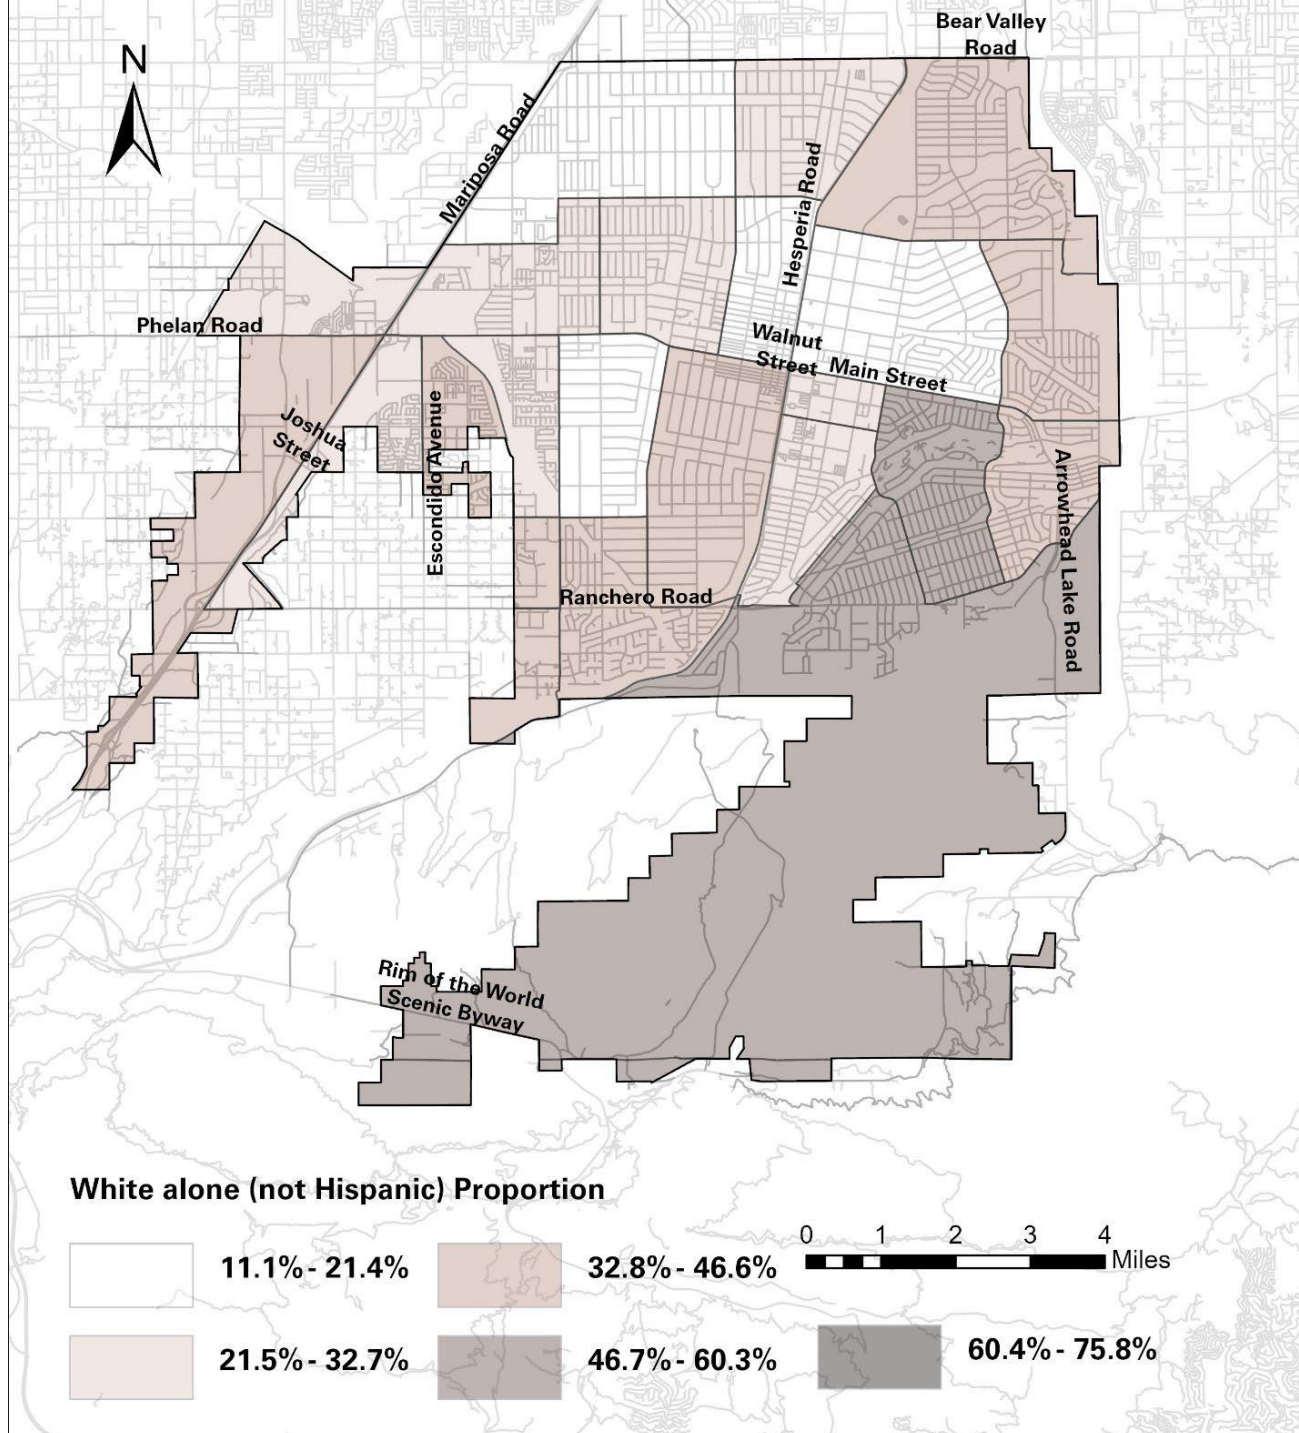 Bear Valley
Road
N
Mariposa Road
Hesperia Road
Phelan Road
Walnut
Street
Main Street
Joshua
Street
Escondido Avenue
Arrowhead Lake Road
Ranchero Road
Rim of the World
Scenic Byway
White alone (not Hispanic) Proportion
11.1% - 21.4%
32.8% - 46.6%
0 1 2 3 4
Miles
21.5% - 32.7%
46.7% - 60.3%
60.4% - 75.8%